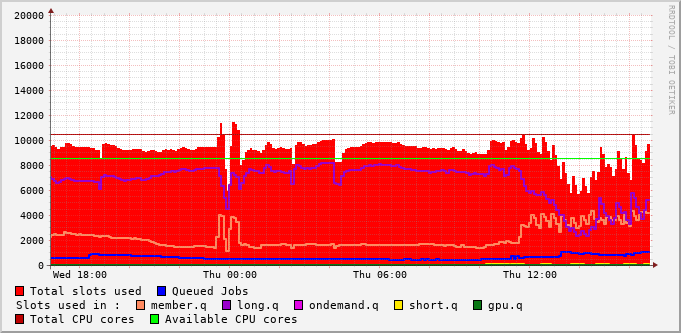 20000
18000
16000
14000
12000
10000
8000
6000
4000
2000
0
Wed 18:00 Thu 00:00 Thu 06:00 Thu 12:00
RRDTOOL / TOBI OETIKER
Total slots used Queued Jobs
Slots used in : member.q long.q ondemand.q short.q gpu.q
Total CPU cores Available CPU cores